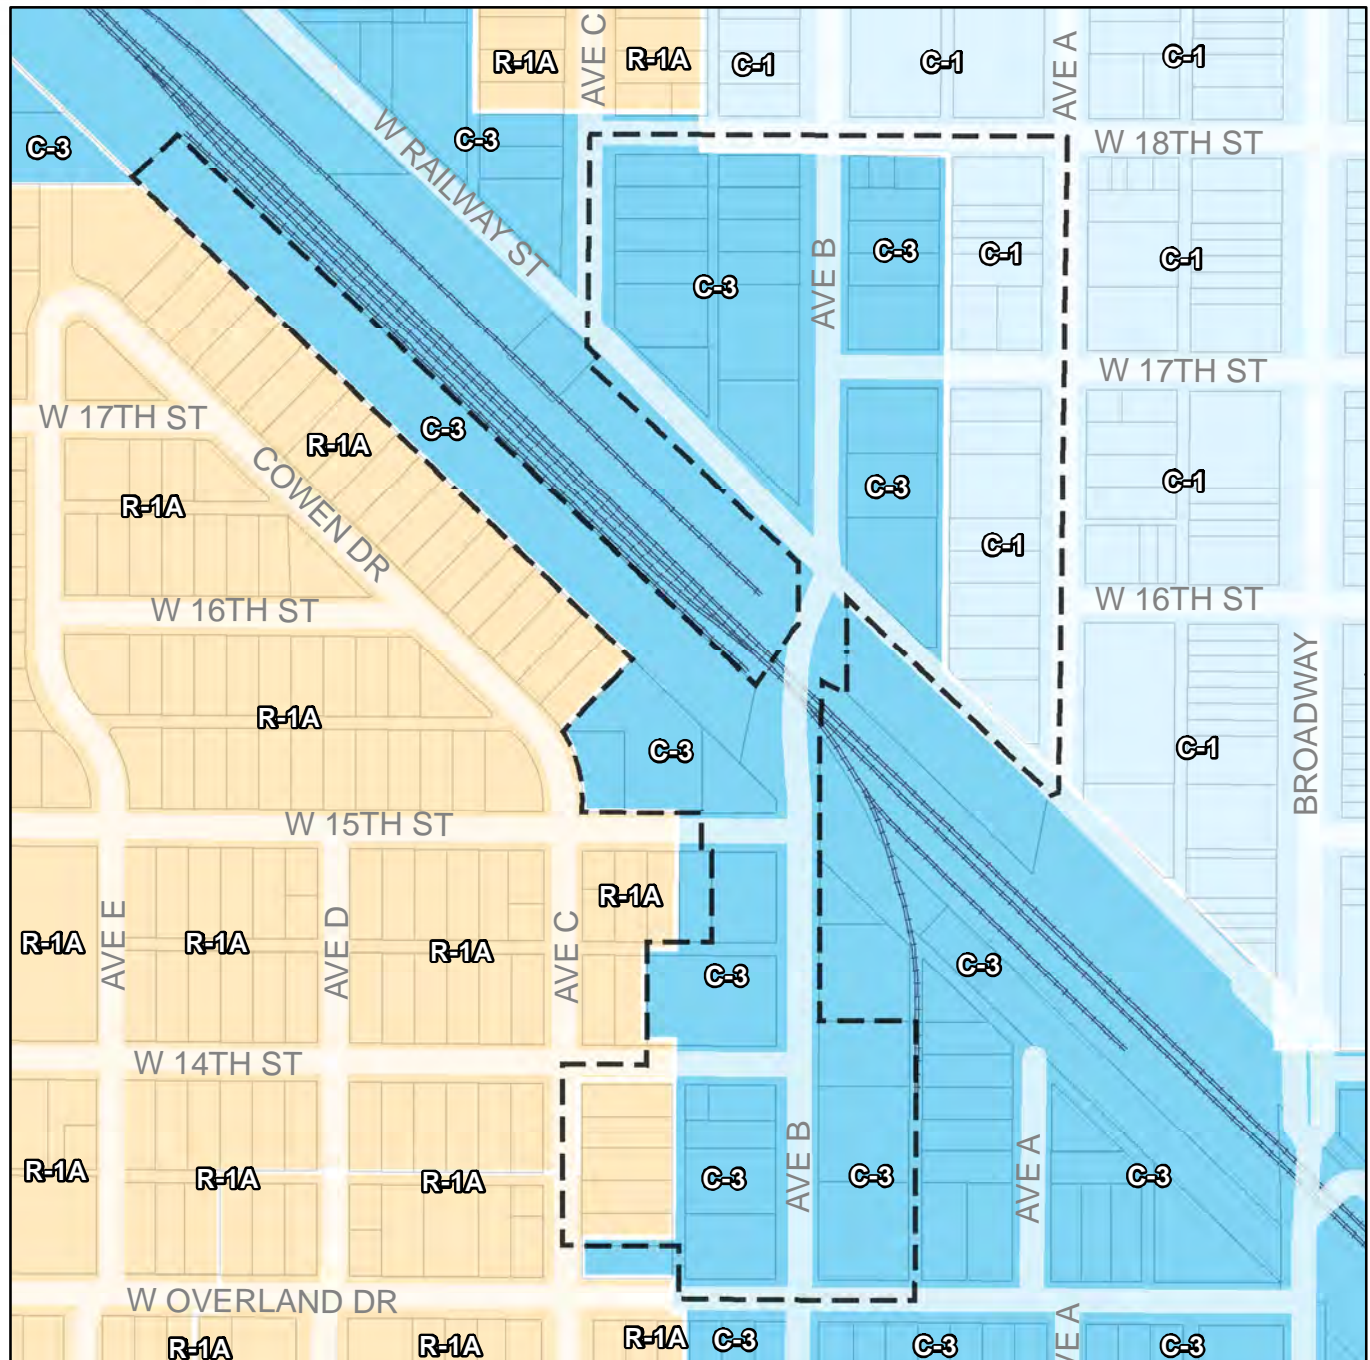 AVE C
R-1A
R-1A
C-1
C-1
AVE A
C-1
C-3
W RAILWAY ST
C-3
W 18TH ST
C-3
AVE B
C-3
C-1
C-1
W 17TH ST
W 17TH ST
C-3
R-1A
COWEN DR
R-1A
C-3
C-1
C-1
W 16TH ST
W 16TH ST
R-1A
C-3
C-1
BROADWAY
W 15TH ST
R-1A
AVE E
R-1A
AVE D
R-1A
AVE C
R-1A
C-3
C-3
W 14TH ST
R-1A
R-1A
R-1A
C-3
AVE B
C-3
AVE A
C-3
W OVERLAND DR
R-1A
R-1A
R-1A
C-3
C-3
AVE A
C-3